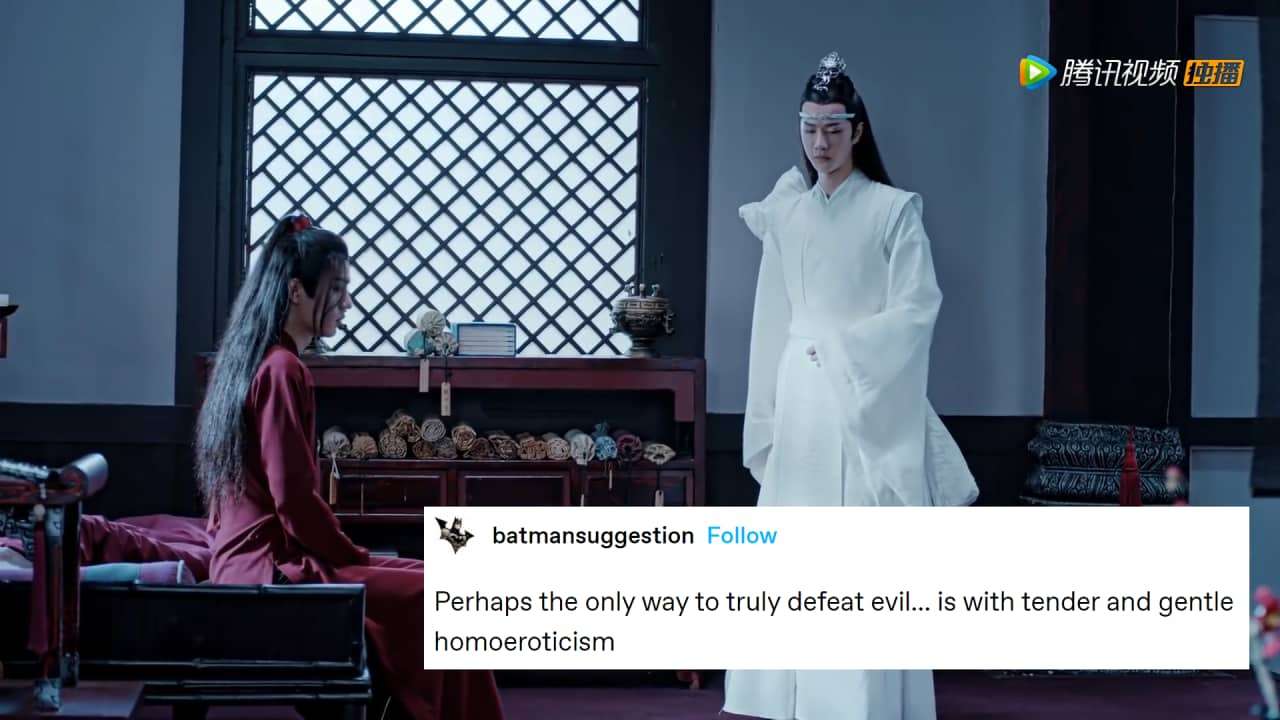 腾讯视频 独播
batmansuggestion Follow
Perhaps the only way to truly defeat evil... is with tender and gentle
homoeroticism